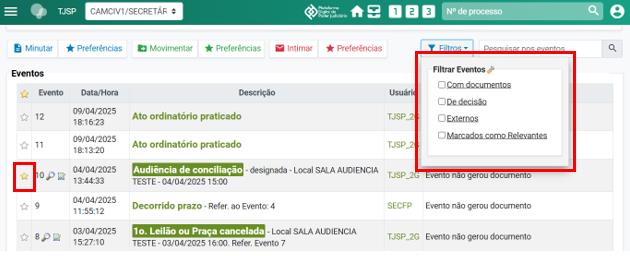 TJSP
CAMCIV1/SECRETÁR
Plataforma
Digital do
Poder Judiciário
1 2 3
Nº de processo
Minutar
Preferências
Movimentar
Preferências
Intimar
Preferências
Filtros
Pesquisar nos eventos
Filtrar Eventos
Com documentos
De decisão
Externos
Marcados como Relevantes
Eventos
Evento Data/Hora Descrição Usuário
12 09/04/2025
18:16:23 Ato ordinatório praticado TJSP_2G
11 09/04/2025
18:13:20 Ato ordinatório praticado TJSP_2G
10 04/04/2025
13:44:33 Audiência de conciliação - designada - Local SALA AUDIENCIA
TESTE - 04/04/2025 15:00 TJSP_2G Evento não gerou documento
9 04/04/2025
11:55:12 Decorrido prazo - Refer. ao Evento: 4 SECFP Evento não gerou documento
8 03/04/2025
15:27:10 1o. Leilão ou Praça cancelada - Local SALA AUDIENCIA
TESTE - 03/04/2025 16:00. Refer. Evento 7 TJSP_2G Evento não gerou documento